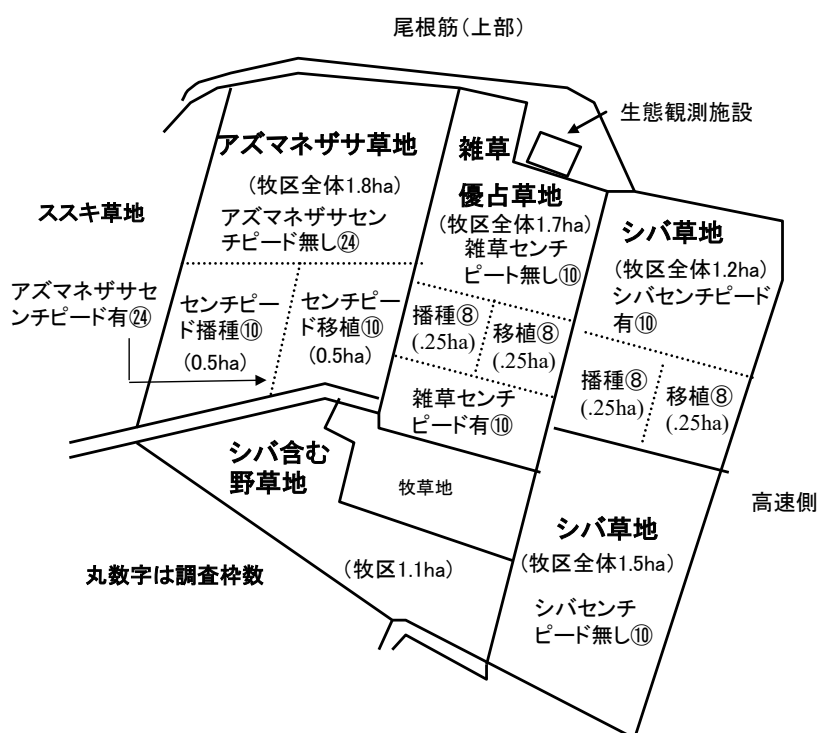 尾根筋（上部）
生態観測施設
アズマネザサ草地
（牧区全体1.8ha）
アズマネザサセン
チピード無し㉔
雑草
優占草地
（牧区全体1.7ha）
雑草センチ
ピート無し⑩
シバ草地
（牧区全体1.2ha）
シバセンチピード
有⑩
ススキ草地
アズマネザサセ
ンチピード有㉔
センチピー
ド播種⑩
（0.5ha）
センチピー
ド移植⑩
（0.5ha）
播種⑧
(.25ha)
移植⑧
(.25ha)
播種⑧
(.25ha)
移植⑧
(.25ha)
雑草センチ
ピード有⑩
シバ含む
野草地
牧草地
高速側
シバ草地
（牧区全体1.5ha）
丸数字は調査枠数
（牧区1.1ha）
シバセンチ
ピード無し⑩